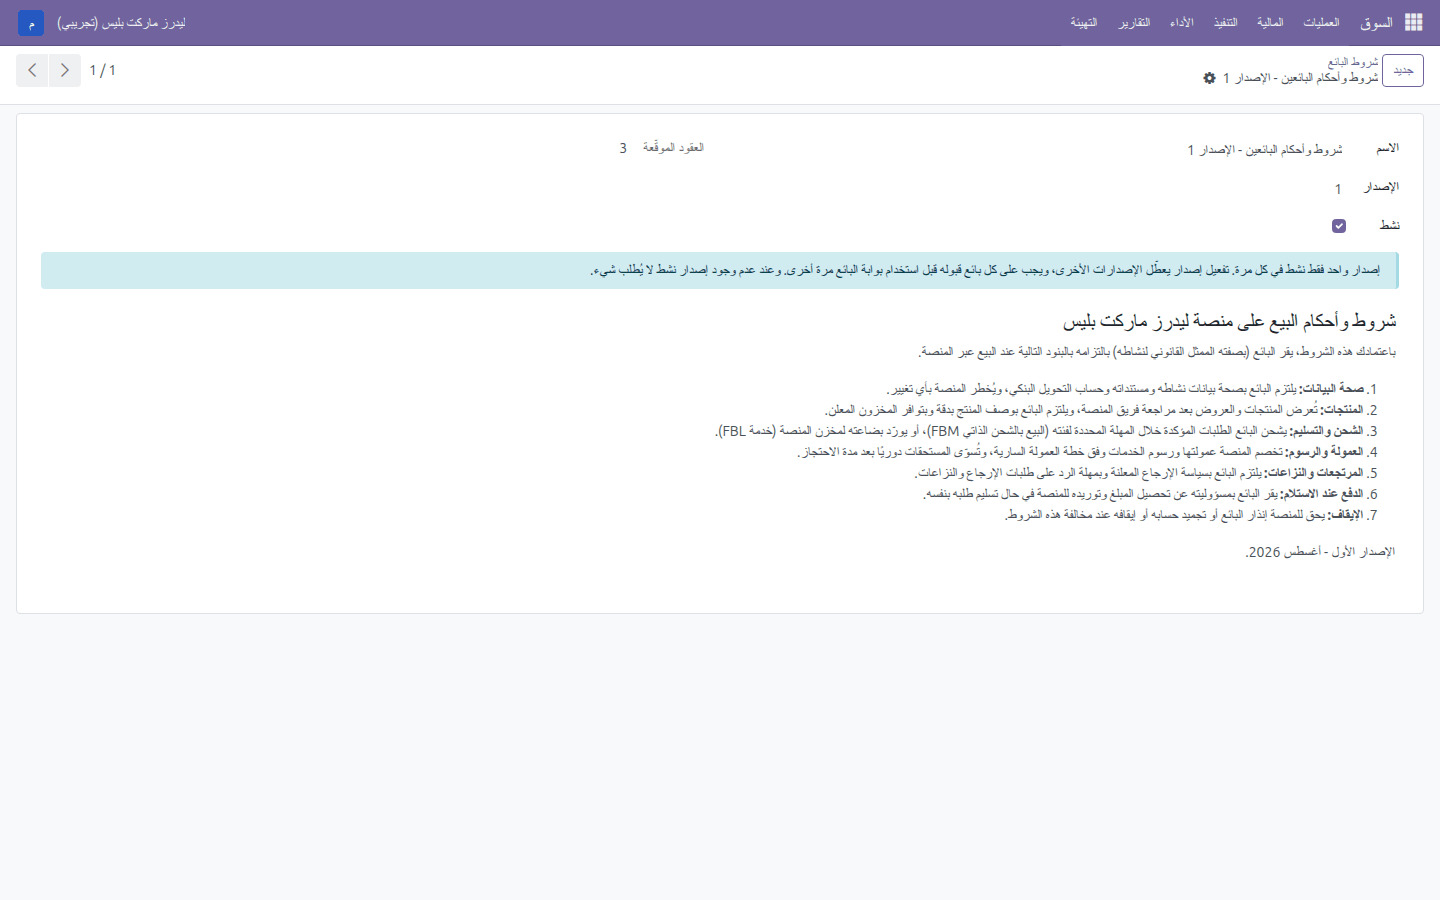 السوق العمليات المالية التنفيذ الأداء التقارير التهيئة ليدرز ماركت بليس (تجريبي) م
جديد شروط البائع 1 / 1
شروط وأحكام البائعين - الإصدار 1
الاسم شروط وأحكام البائعين - الإصدار 1 العقود الموقّعة 3
الإصدار 1
نشط
إصدار واحد فقط نشط في كل مرة. تفعيل إصدار يعطّل الإصدارات الأخرى، ويجب على كل بائع قبوله قبل استخدام بوابة البائع مرة أخرى. وعند عدم وجود إصدار نشط لا يُطلب شيء.
شروط وأحكام البيع على منصة ليدرز ماركت بليس
باعتمادك هذه الشروط، يقر البائع (بصفته الممثل القانوني لنشاطه) بالتزامه بالبنود التالية عند البيع عبر المنصة.
1. صحة البيانات: يلتزم البائع بصحة بيانات نشاطه ومستنداته وحساب التحويل البنكي، ويُخطر المنصة بأي تغيير.
2. المنتجات: تُعرض المنتجات والعروض بعد مراجعة فريق المنصة، ويلتزم البائع بوصف المنتج بدقة وبتوافر المخزون المعلن.
3. الشحن والتسليم: يشحن البائع الطلبات المؤكدة خلال المهلة المحددة لفئته (البيع بالشحن الذاتي FBM)، أو يورّد بضاعته لمخزن المنصة (خدمة FBL).
4. العمولة والرسوم: تخصم المنصة عمولتها ورسوم الخدمات وفق خطة العمولة السارية، وتُسوّى المستحقات دوريًا بعد مدة الاحتجاز.
5. المرتجعات والنزاعات: يلتزم البائع بسياسة الإرجاع المعلنة وبمهلة الرد على طلبات الإرجاع والنزاعات.
6. الدفع عند الاستلام: يقر البائع بمسؤوليته عن تحصيل المبلغ وتوريده للمنصة في حال تسليم طلبه بنفسه.
7. الإيقاف: يحق للمنصة إنذار البائع أو تجميد حسابه أو إيقافه عند مخالفة هذه الشروط.
الإصدار الأول - أغسطس 2026.